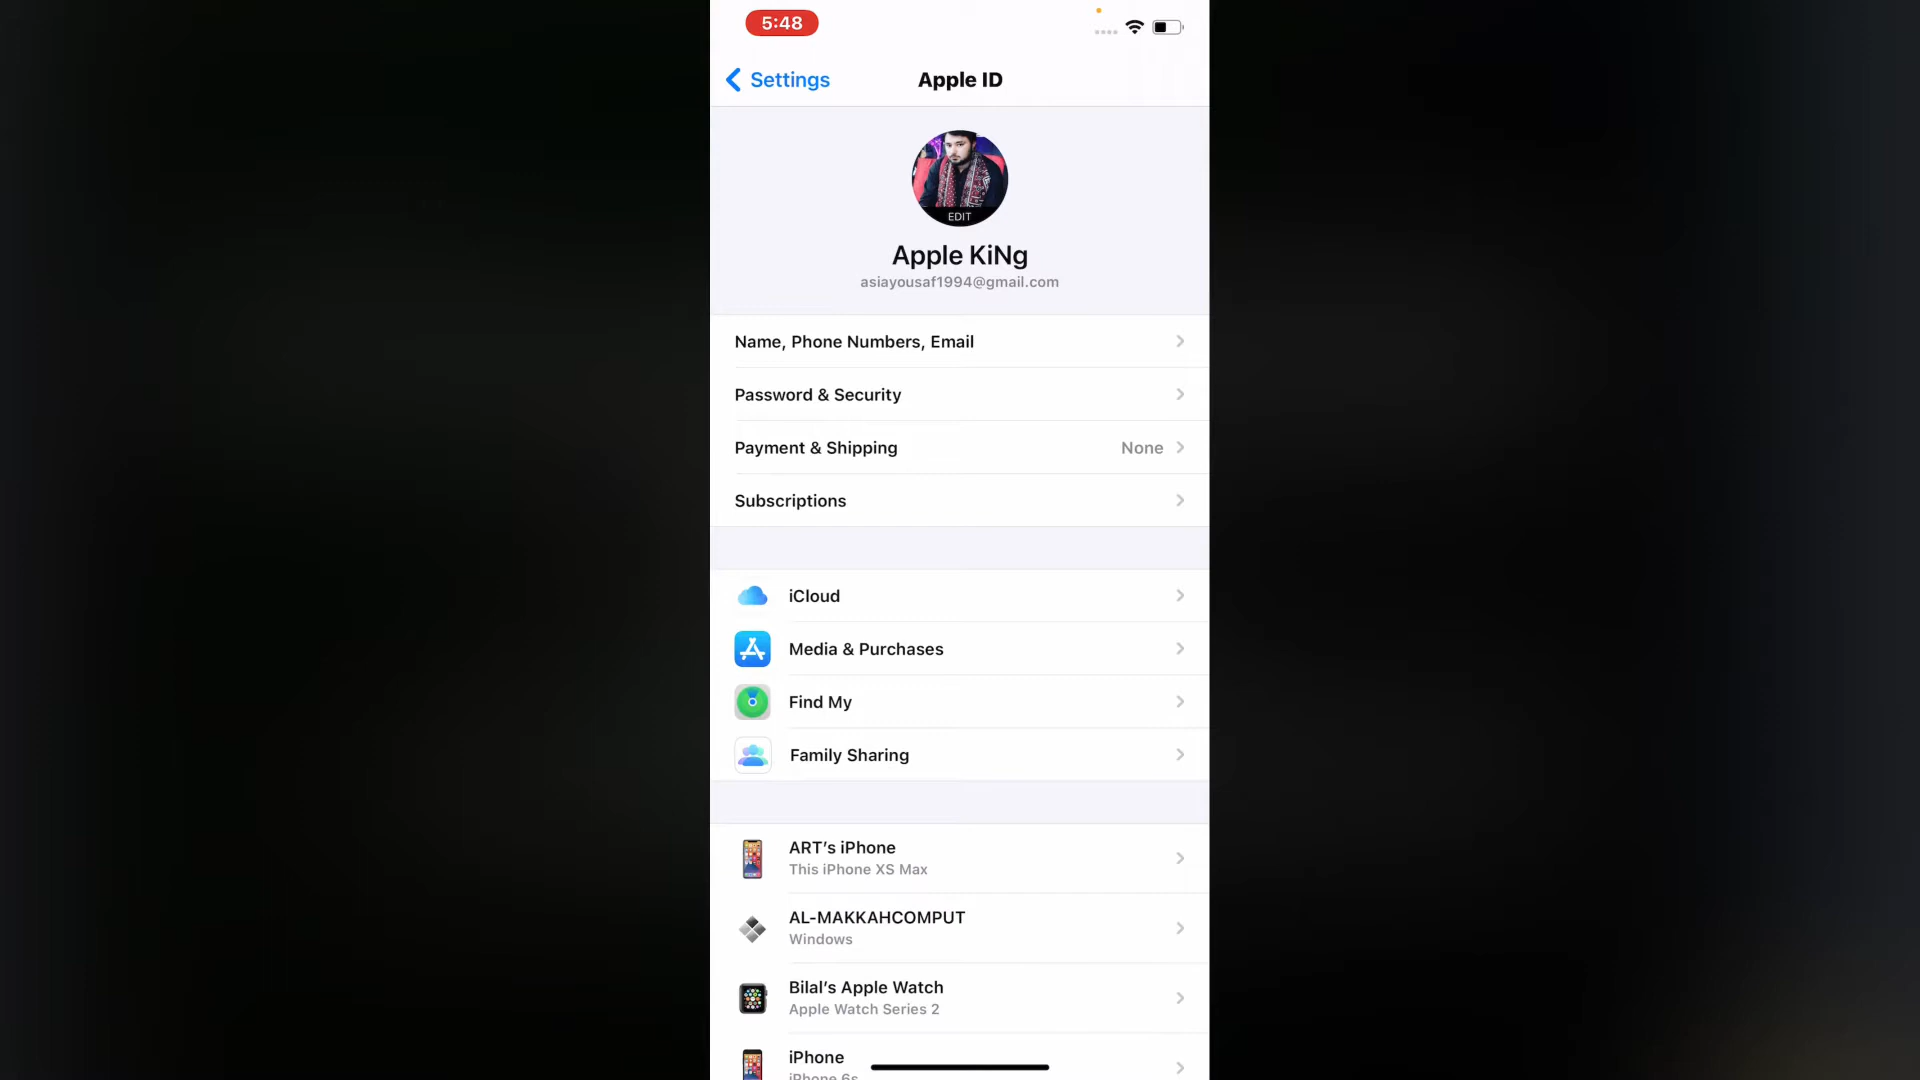 5:48
Settings
Apple ID
EDIT
Apple KiNg
asiayousaf1994@gmail.com
Name, Phone Numbers, Email
Password & Security
Payment & Shipping None
Subscriptions
iCloud
Media & Purchases
Find My
Family Sharing
ART’s iPhone
This iPhone XS Max
AL-MAKKAHCOMPUT
Windows
Bilal’s Apple Watch
Apple Watch Series 2
iPhone
iPhone 6s